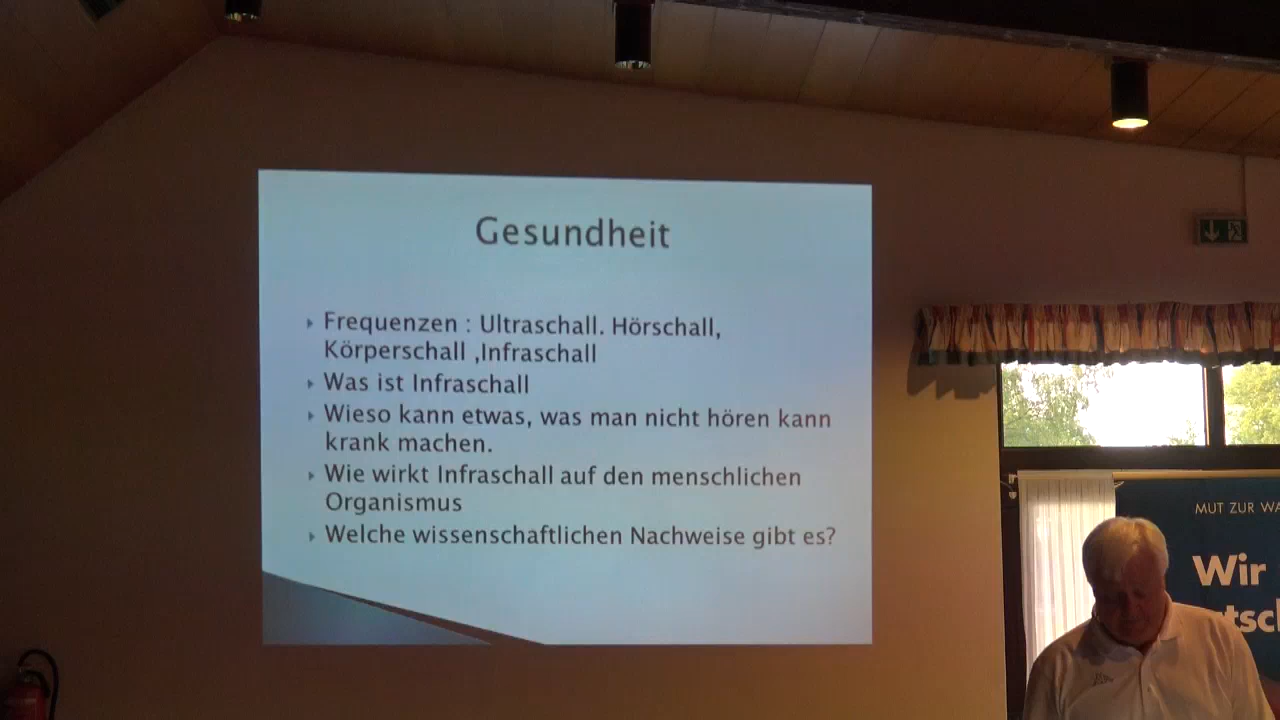 Gesundheit
Frequenzen : Ultraschall. Hörschall,
Körperschall ,Infraschall
Was ist Infraschall
Wieso kann etwas, was man nicht hören kann
krank machen.
Wie wirkt Infraschall auf den menschlichen
Organismus
Welche wissenschaftlichen Nachweise gibt es?
MUT ZUR WA
Wir
tsch